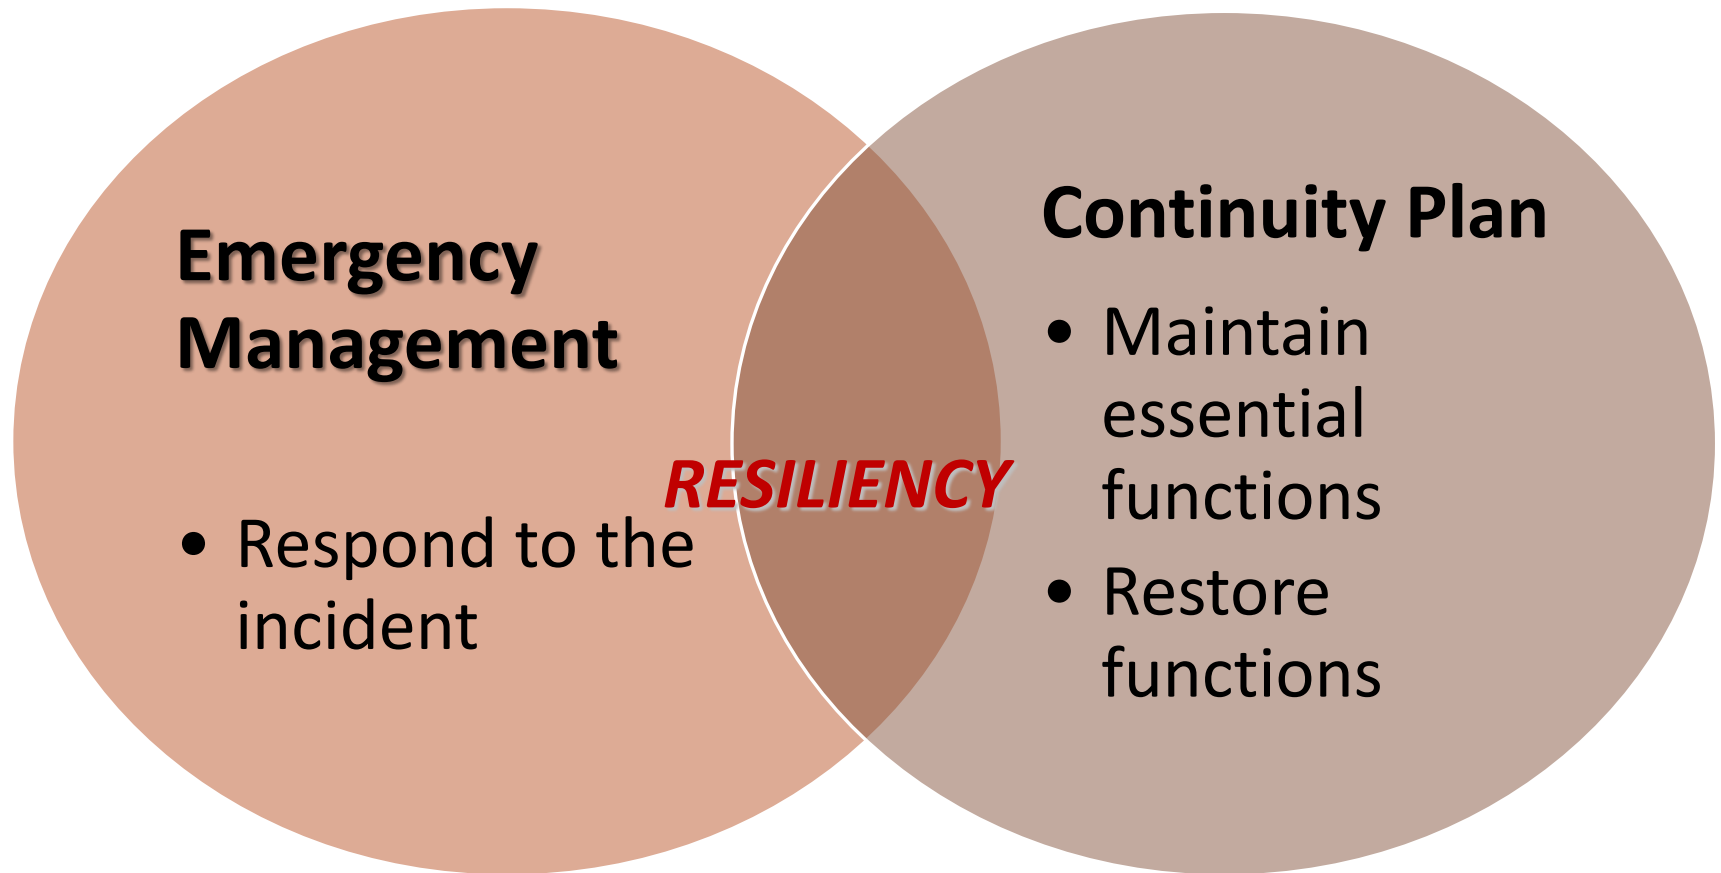 Emergency
Management
• Respond to the
incident
RESILIENCY
Continuity Plan
• Maintain
essential
functions
• Restore
functions